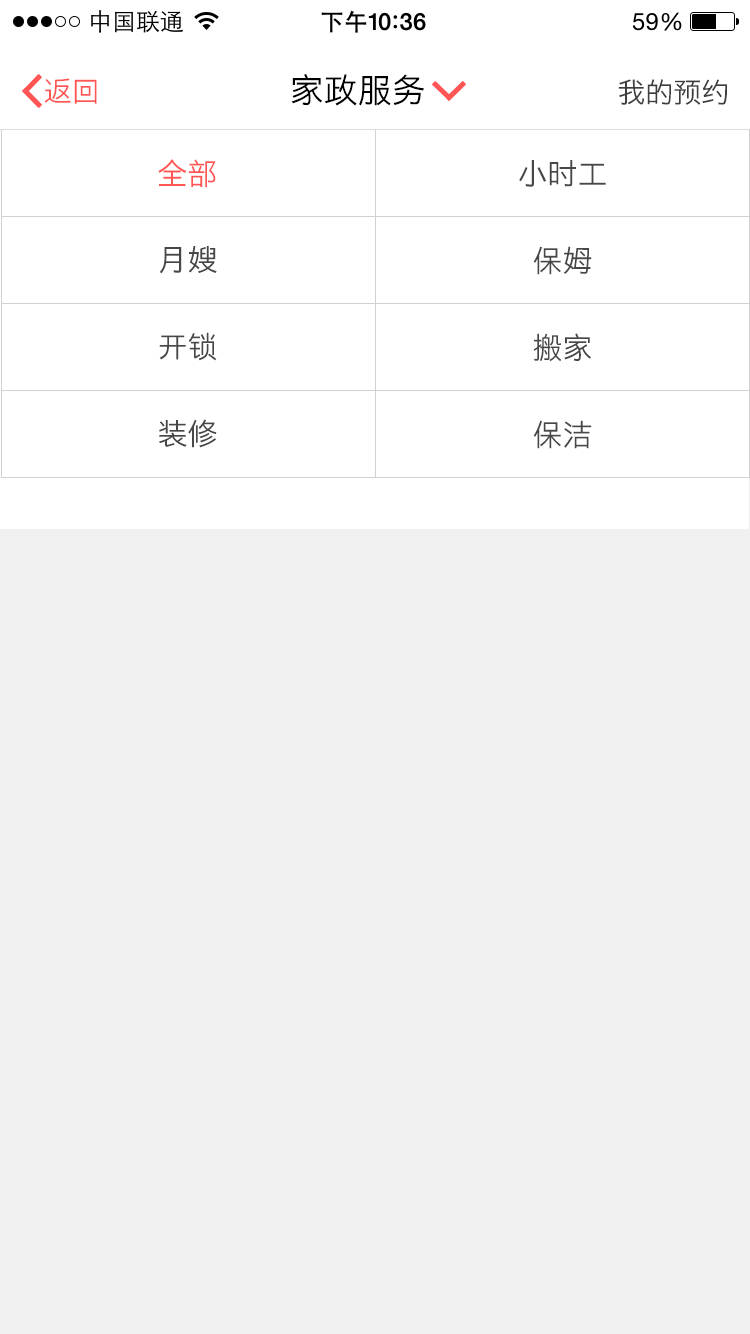 中国联通 下午10:36 59%
返回 家政服务 我的预约
全部 小时工
月嫂 保姆
开锁 搬家
装修 保洁